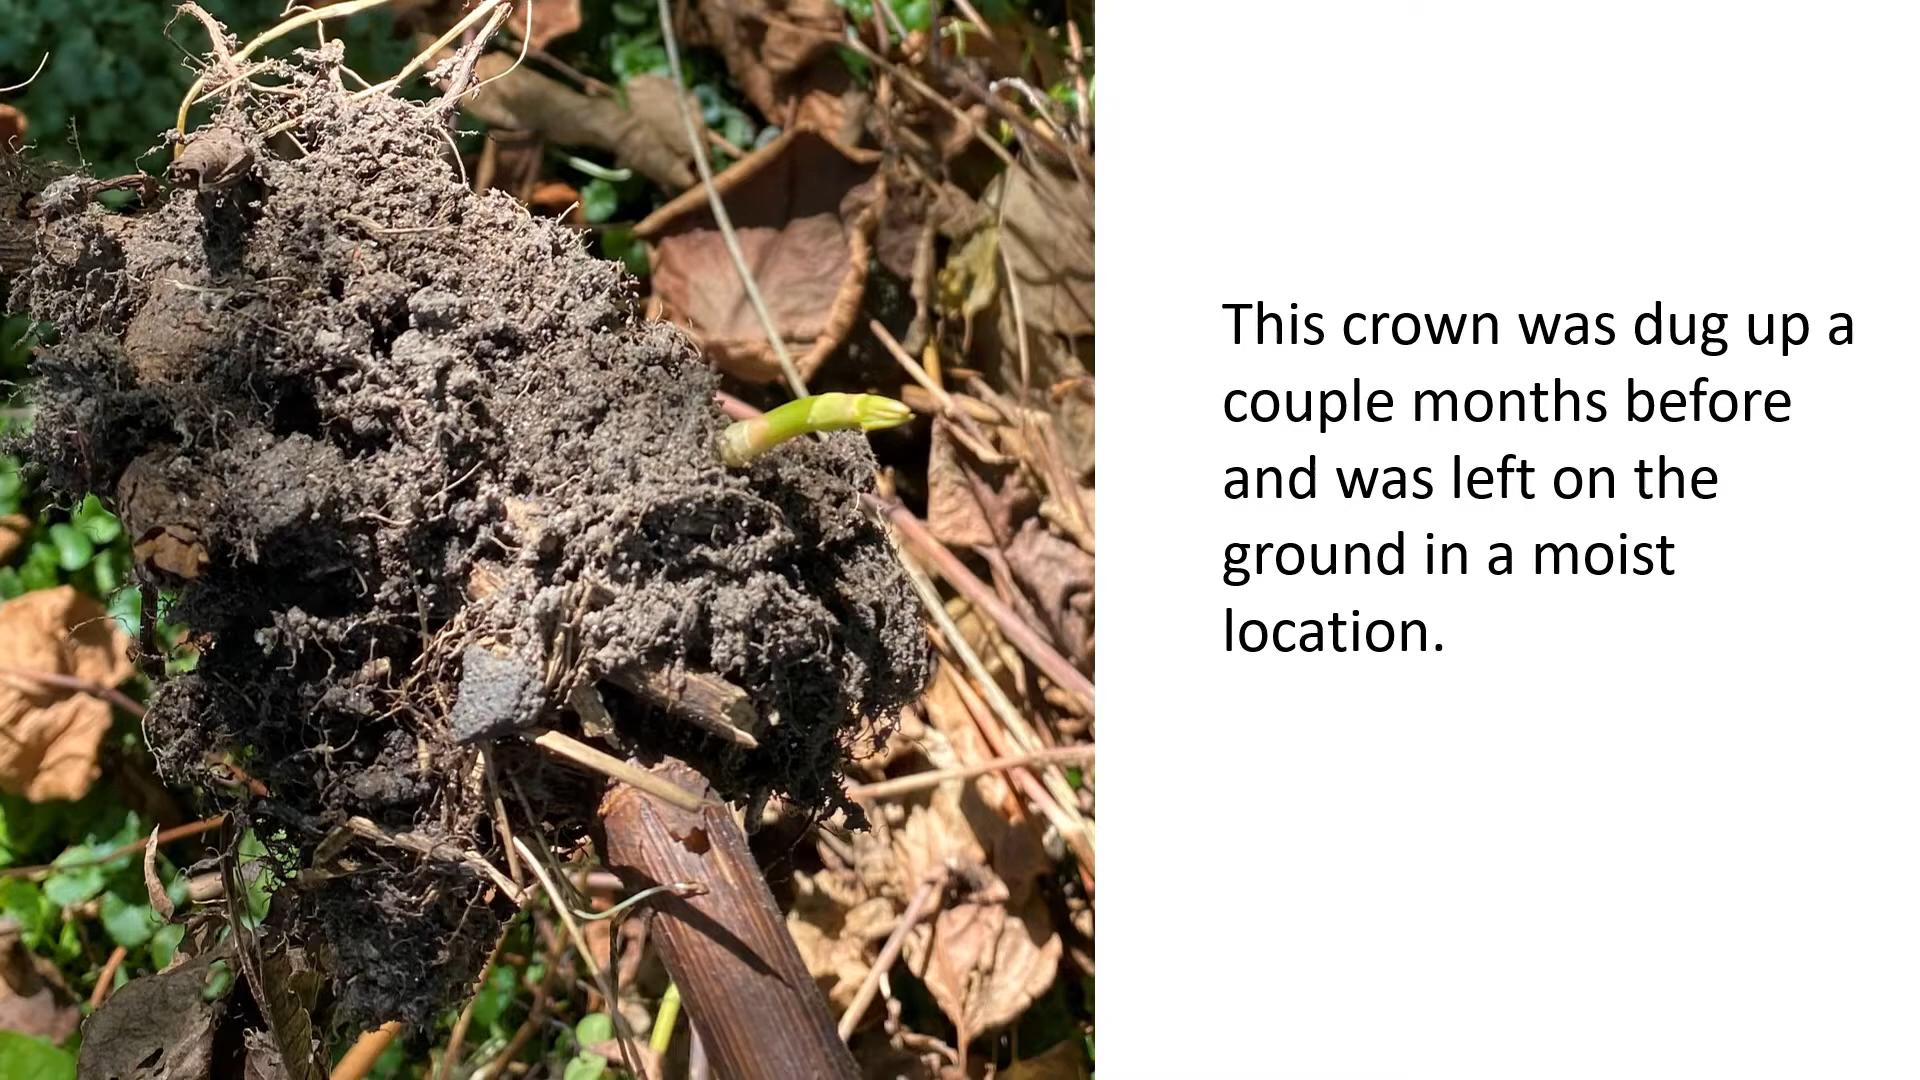 This crown was dug up a
couple months before
and was left on the
ground in a moist
location.